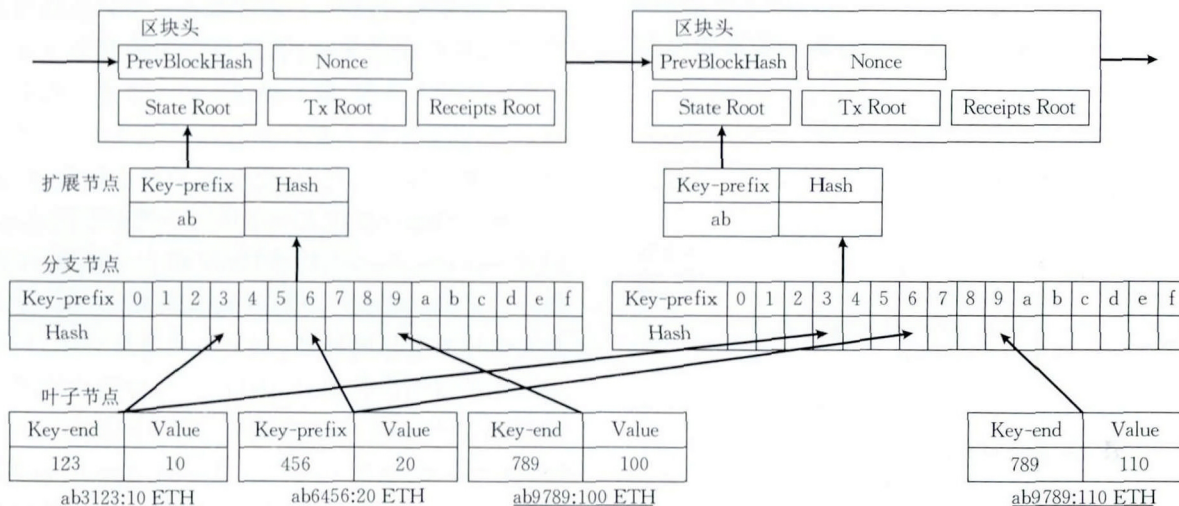 区块头 区块头
PrevBlockHash Nonce PrevBlockHash Nonce
State Root Tx Root Receipts Root State Root Tx Root Receipts Root
扩展节点 Key-prefix Hash Key-prefix Hash
ab ab
分支节点
Key-prefix 0 1 2 3 4 5 6 7 8 9 a b c d e f Key-prefix 0 1 2 3 4 5 6 7 8 9 a b c d e f
Hash Hash
叶子节点
Key-end Value Key-prefix Value Key-end Value Key-end Value
123 10 456 20 789 100 789 110
ab3123:10 ETH ab6456:20 ETH ab9789:100 ETH ab9789:110 ETH